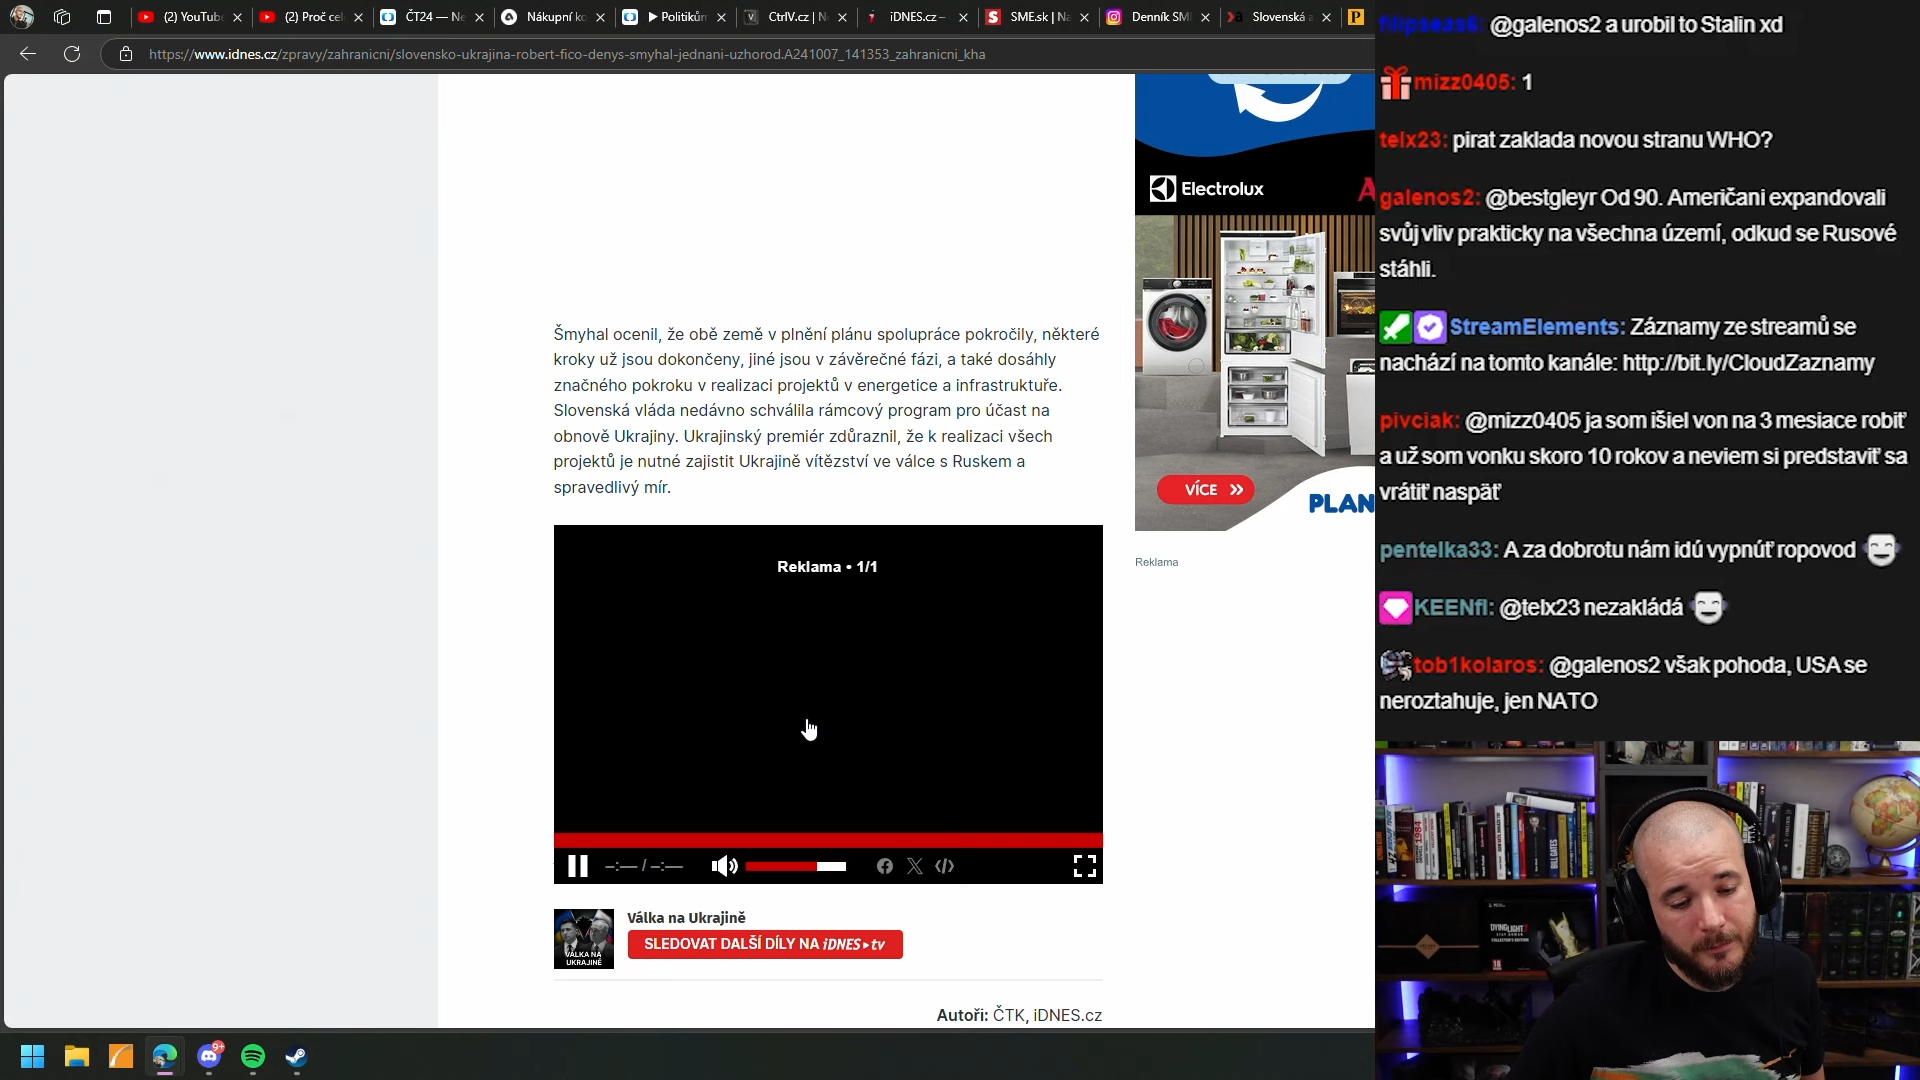 (2) YouTub
(2) Proč cel
ČT24 — Ne
Nákupní ko
▶ Politikům
CtrlV.cz | N
iDNES.cz –
SME.sk | Na
Denník SM
Slovenská a
https://www.idnes.cz/zpravy/zahranicni/slovensko-ukrajina-robert-fico-denys-smyhal-jednani-uzhorod.A241007_141353_zahranicni_kha
Electrolux
Šmyhal ocenil, že obě země v plnění plánu spolupráce pokročily, některé
kroky už jsou dokončeny, jiné jsou v závěrečné fázi, a také dosáhly
značného pokroku v realizaci projektů v energetice a infrastruktuře.
Slovenská vláda nedávno schválila rámcový program pro účast na
obnově Ukrajiny. Ukrajinský premiér zdůraznil, že k realizaci všech
projektů je nutné zajistit Ukrajině vítězství ve válce s Ruskem a
spravedlivý mír.
VÍCE »
PLAN
Reklama
Reklama • 1/1
–:–– / –:––
Válka na Ukrajině
SLEDOVAT DALŠÍ DÍLY NA iDNES▸tv
VÁLKA NA
UKRAJINĚ
Autoři: ČTK, iDNES.cz
9+
filipseas6: @galenos2 a urobil to Stalin xd
mizz0405: 1
telx23: pirat zaklada novou stranu WHO?
galenos2: @bestgleyr Od 90. Američani expandovali
svůj vliv prakticky na všechna území, odkud se Rusové
stáhli.
StreamElements: Záznamy ze streamů se
nachází na tomto kanále: http://bit.ly/CloudZaznamy
pivciak: @mizz0405 ja som išiel von na 3 mesiace robiť
a už som vonku skoro 10 rokov a neviem si predstaviť sa
vrátiť naspäť
pentelka33: A za dobrotu nám idú vypnúť ropovod
KEENfl: @telx23 nezakládá
tob1kolaros: @galenos2 však pohoda, USA se
neroztahuje, jen NATO
1984
BILL GATES
DYING LIGHT 2